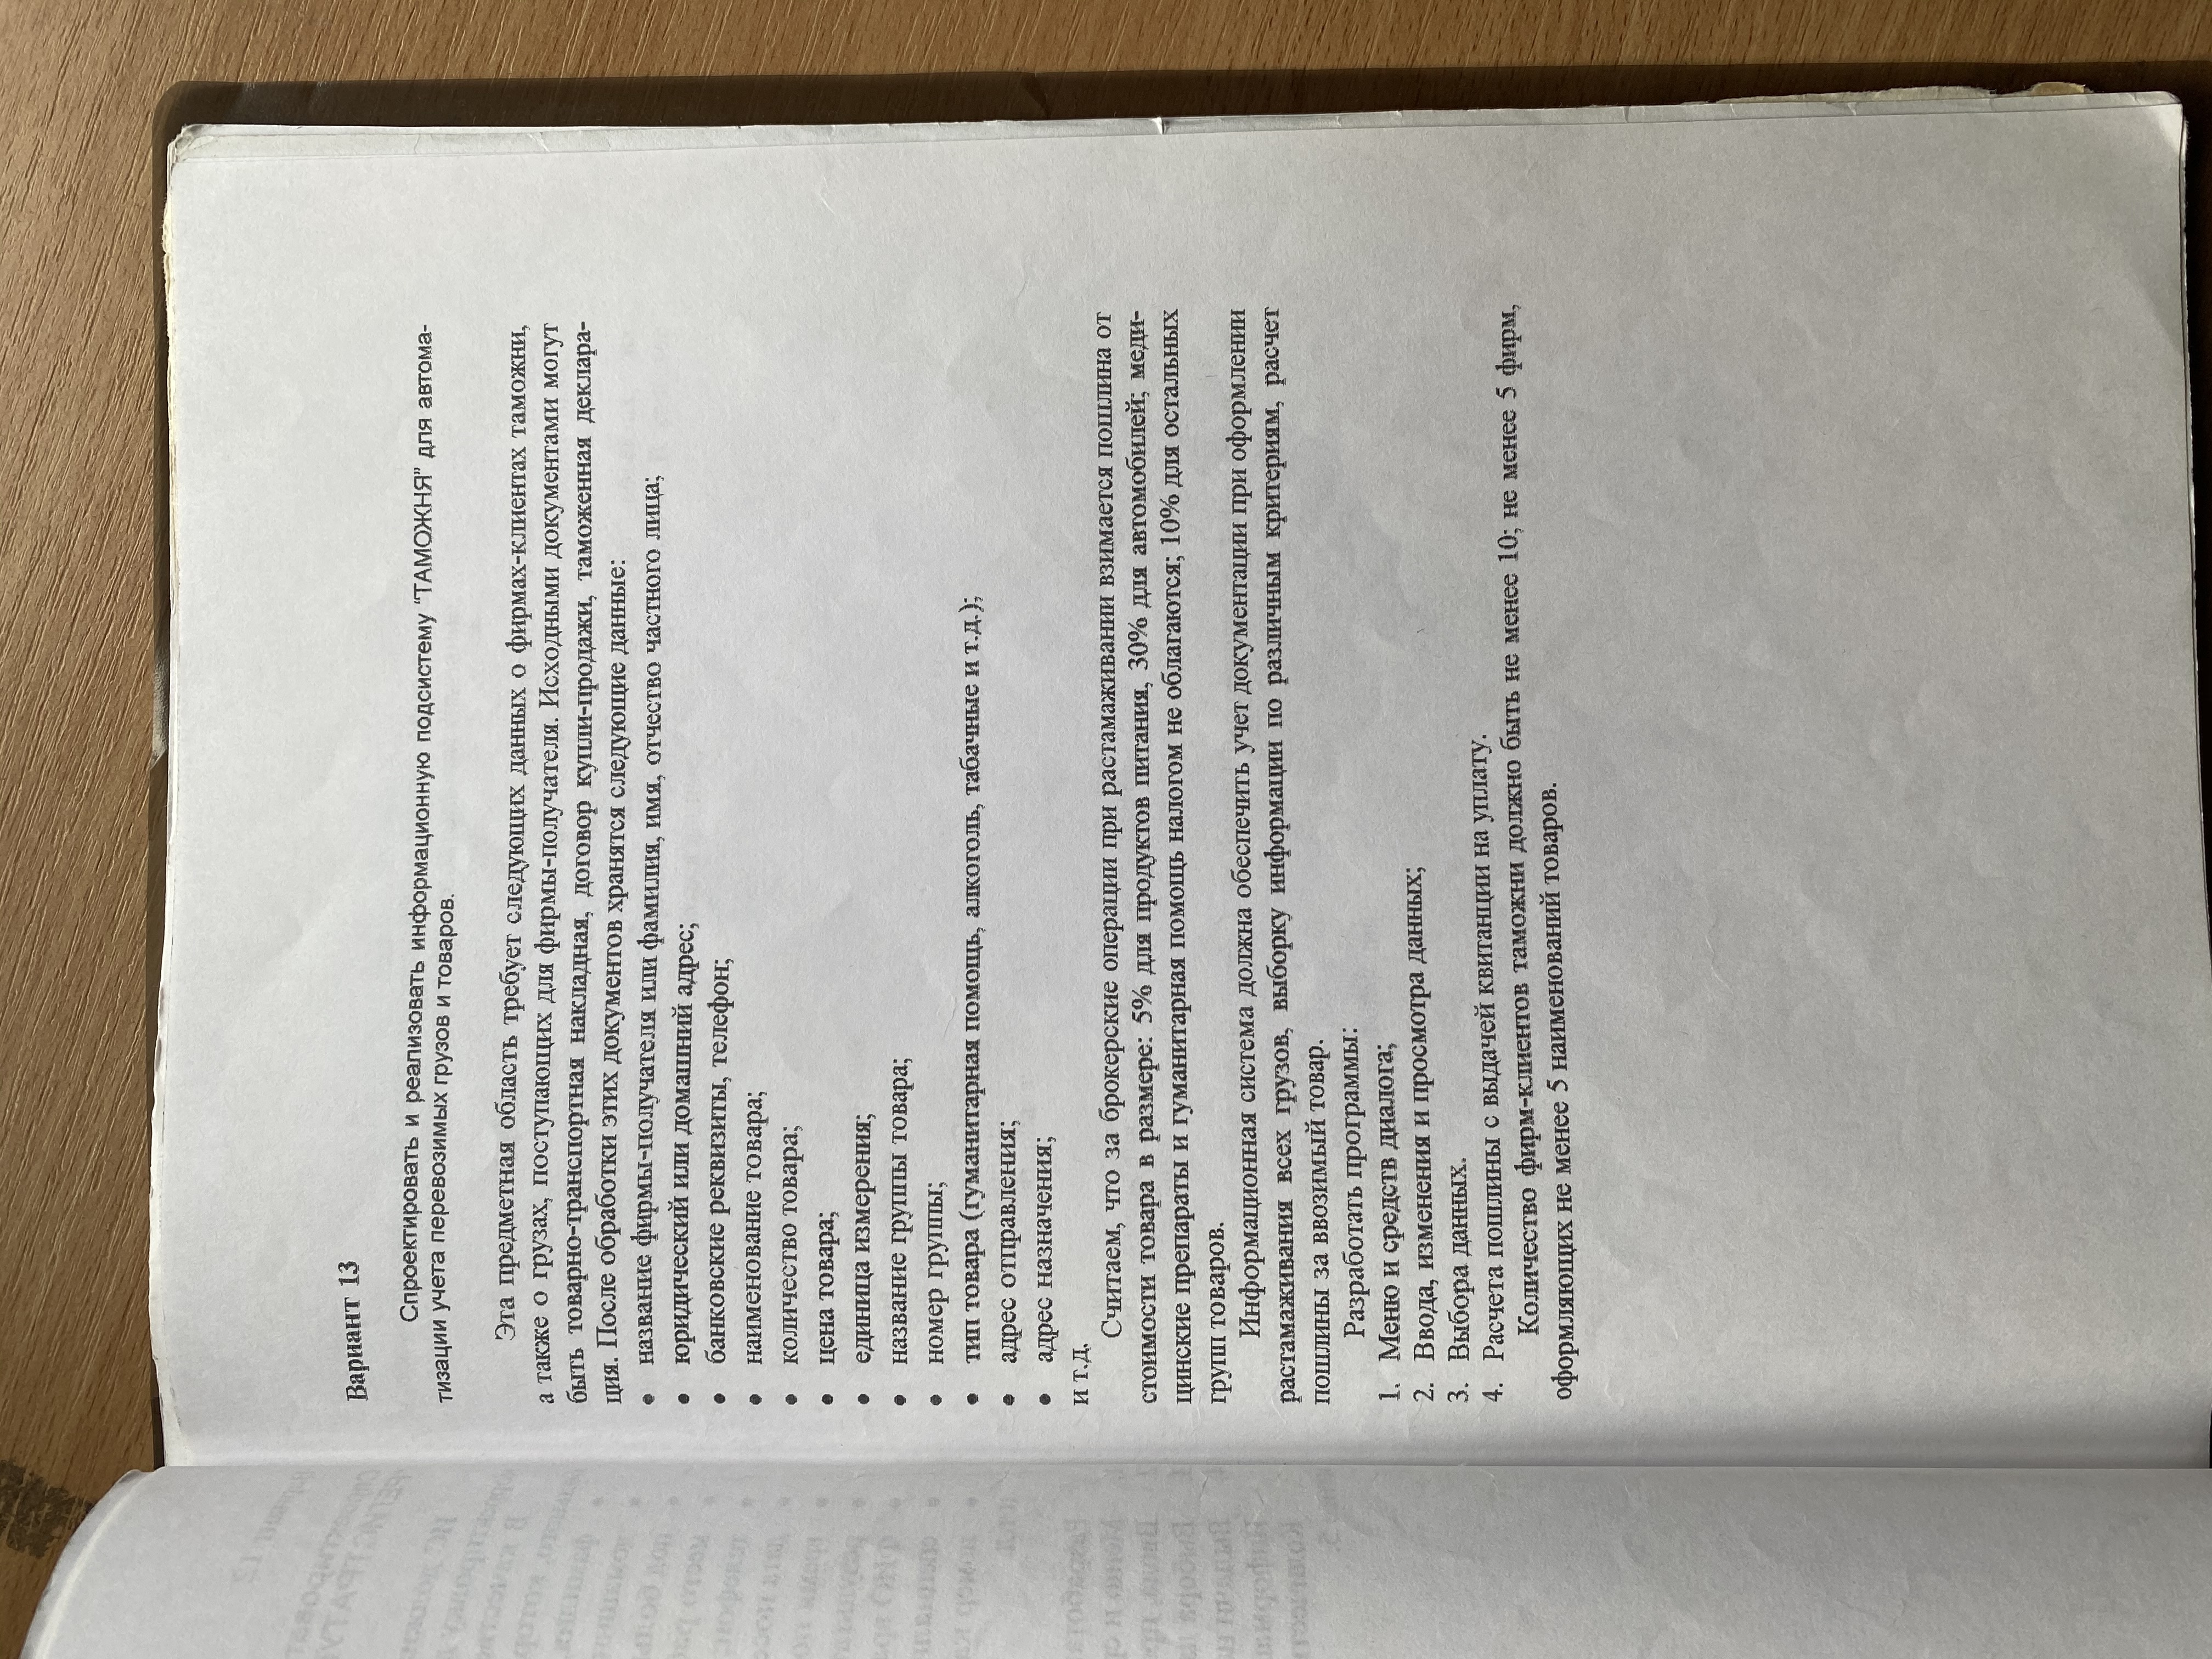 Вариант 13
Спроектировать и реализовать информационную подсистему “ТАМОЖНЯ” для автома-
тизации учета перевозимых грузов и товаров.
Эта предметная область требует следующих данных о фирмах-клиентах таможни,
а также о грузах, поступающих для фирмы-получателя. Исходными документами могут
быть товарно-транспортная накладная, договор купли-продажи, таможенная деклара-
ция. После обработки этих документов хранятся следующие данные:
• название фирмы-получателя или фамилия, имя, отчество частного лица;
• юридический или домашний адрес;
• банковские реквизиты, телефон;
• наименование товара;
• количество товара;
• цена товара;
• единица измерения;
• название группы товара;
• номер группы;
• тип товара (гуманитарная помощь, алкоголь, табачные и т.д.);
• адрес отправления;
• адрес назначения;
и т.д.
Считаем, что за брокерские операции при растамаживании взимается пошлина от
стоимости товара в размере: 5% для продуктов питания, 30% для автомобилей; меди-
цинские препараты и гуманитарная помощь налогом не облагаются; 10% для остальных
групп товаров.
Информационная система должна обеспечить учет документации при оформлении
растамаживания всех грузов, выборку информации по различным критериям, расчет
пошлины за ввозимый товар.
Разработать программы:
1. Меню и средств диалога;
2. Ввода, изменения и просмотра данных;
3. Выбора данных.
4. Расчета пошлины с выдачей квитанции на уплату.
Количество фирм-клиентов таможни должно быть не менее 10; не менее 5 фирм,
оформляющих не менее 5 наименований товаров.